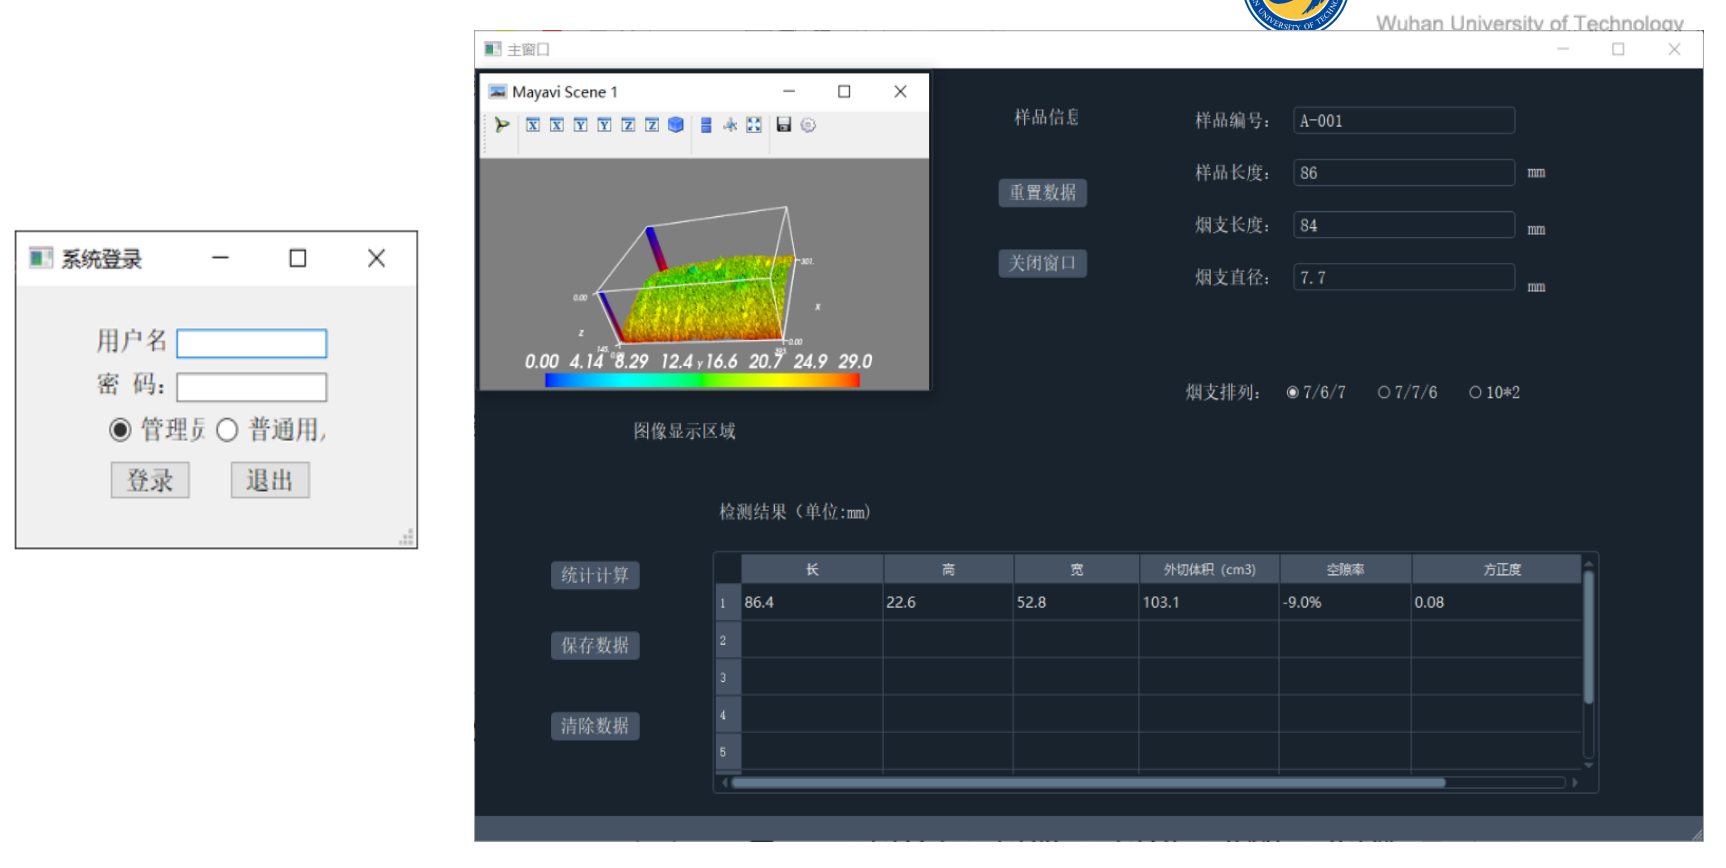 Wuhan University of Technology
系统登录
用户名
密 码：
管理员 普通用户
登录 退出
主窗口
Mayavi Scene 1
X X Y Y Z Z
301.
0.00
X
Z
0.00
0.00 4.14 8.29 12.4 y 16.6 20.7 24.9 29.0
图像显示区域
样品信息
重置数据
关闭窗口
样品编号： A-001
样品长度： 86 mm
烟支长度： 84 mm
烟支直径： 7.7 mm
烟支排列： 7/6/7 7/7/6 10*2
检测结果（单位:mm）
统计计算
保存数据
清除数据
长 高 宽 外切体积（cm3) 空隙率 方正度
1 86.4 22.6 52.8 103.1 -9.0% 0.08
2
3
4
5